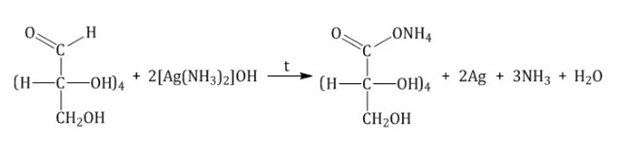 O H O ONH₄
C C t
(H—C—OH)₄ + 2[Ag(NH₃)₂]OH ⟶ (H—C—OH)₄ + 2Ag + 3NH₃ + H₂O
CH₂OH CH₂OH